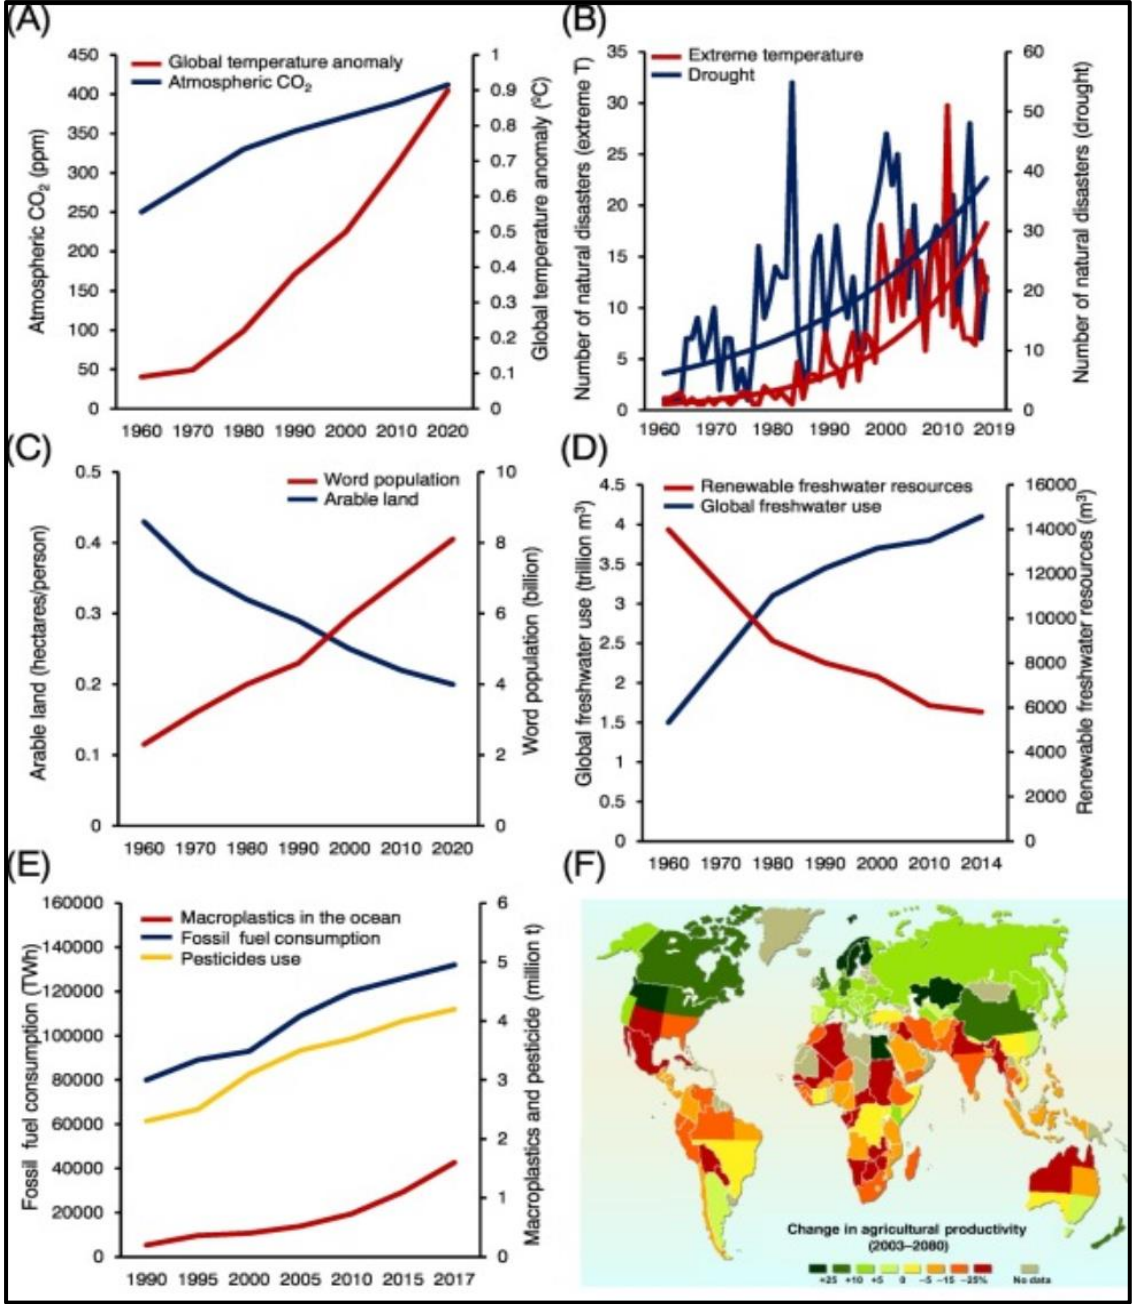 (A)
Global temperature anomaly
Atmospheric CO₂
Atmospheric CO₂ (ppm)
450
400
350
300
250
200
150
100
50
0
1
0.9
0.8
0.7
0.6
0.5
0.4
0.3
0.2
0.1
0
Global temperature anomaly (ºC)
1960 1970 1980 1990 2000 2010 2020
(B)
Extreme temperature
Drought
Number of natural disasters (extreme T)
35
30
25
20
15
10
5
0
60
50
40
30
20
10
0
Number of natural disasters (drought)
1960 1970 1980 1990 2000 2010 2019
(C)
Word population
Arable land
Arable land (hectares/person)
0.5
0.4
0.3
0.2
0.1
0
10
8
6
4
2
0
Word population (billion)
1960 1970 1980 1990 2000 2010 2020
(D)
Renewable freshwater resources
Global freshwater use
Global freshwater use (trillion m³)
4.5
4
3.5
3
2.5
2
1.5
1
0.5
0
16000
14000
12000
10000
8000
6000
4000
2000
0
Renewable freshwater resources (m³)
1960 1970 1980 1990 2000 2010 2014
(E)
Macroplastics in the ocean
Fossil fuel consumption
Pesticides use
Fossil fuel consumption (TWh)
160000
140000
120000
100000
80000
60000
40000
20000
0
6
5
4
3
2
1
0
Macroplastics and pesticide (million t)
1990 1995 2000 2005 2010 2015 2017
(F)
Change in agricultural productivity
(2003–2080)
+25 +10 +5 0 –5 –15 –25% No data